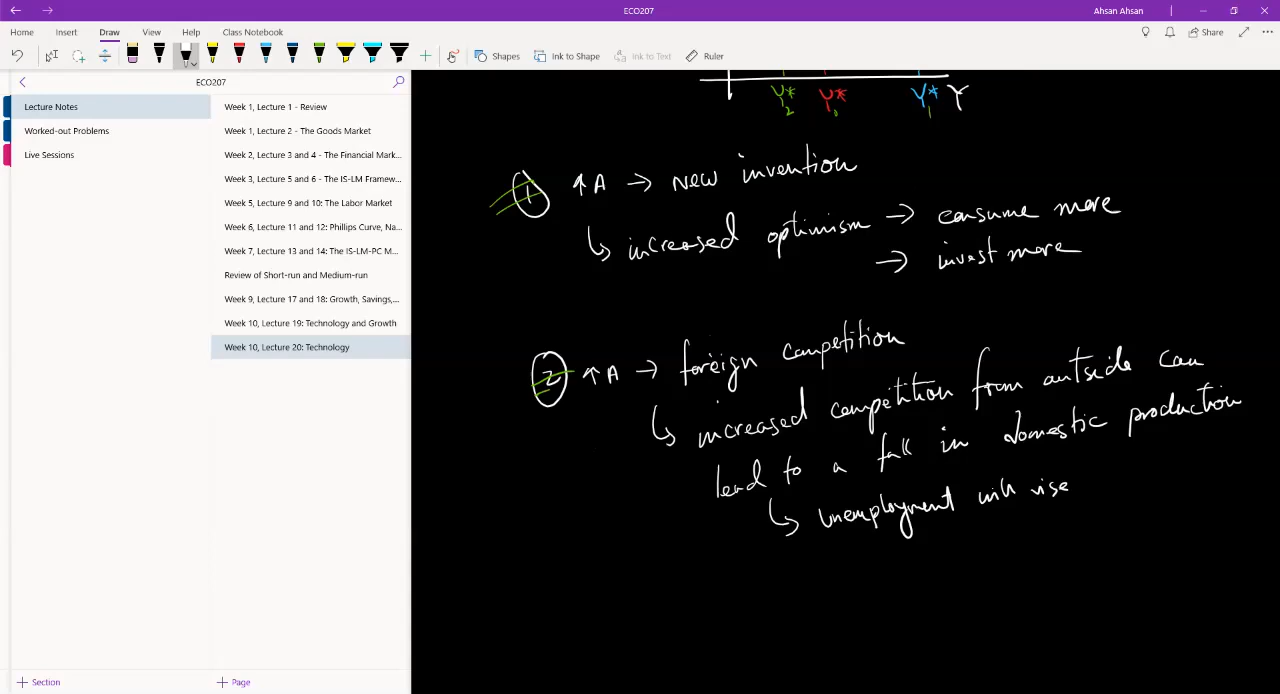 ECO207
Ahsan Ahsan
Home Insert Draw View Help Class Notebook
Share
Shapes Ink to Shape Ink to Text Ruler
ECO207
Lecture Notes
Worked-out Problems
Live Sessions
Week 1, Lecture 1 - Review
Week 1, Lecture 2 - The Goods Market
Week 2, Lecture 3 and 4 - The Financial Mark...
Week 3, Lecture 5 and 6 - The IS-LM Framew...
Week 5, Lecture 9 and 10: The Labor Market
Week 6, Lecture 11 and 12: Phillips Curve, Na...
Week 7, Lecture 13 and 14: The IS-LM-PC M...
Review of Short-run and Medium-run
Week 9, Lecture 17 and 18: Growth, Savings,...
Week 10, Lecture 19: Technology and Growth
Week 10, Lecture 20: Technology
+ Section
+ Page
Y₂* Y₀* Y₁* Y
① ↑ A → New invention
↳ increased optimism → consume more
→ invest more
② ↑ A → foreign competition
↳ increased competition from outside can
lead to a fall in domestic production
↳ unemployment will rise